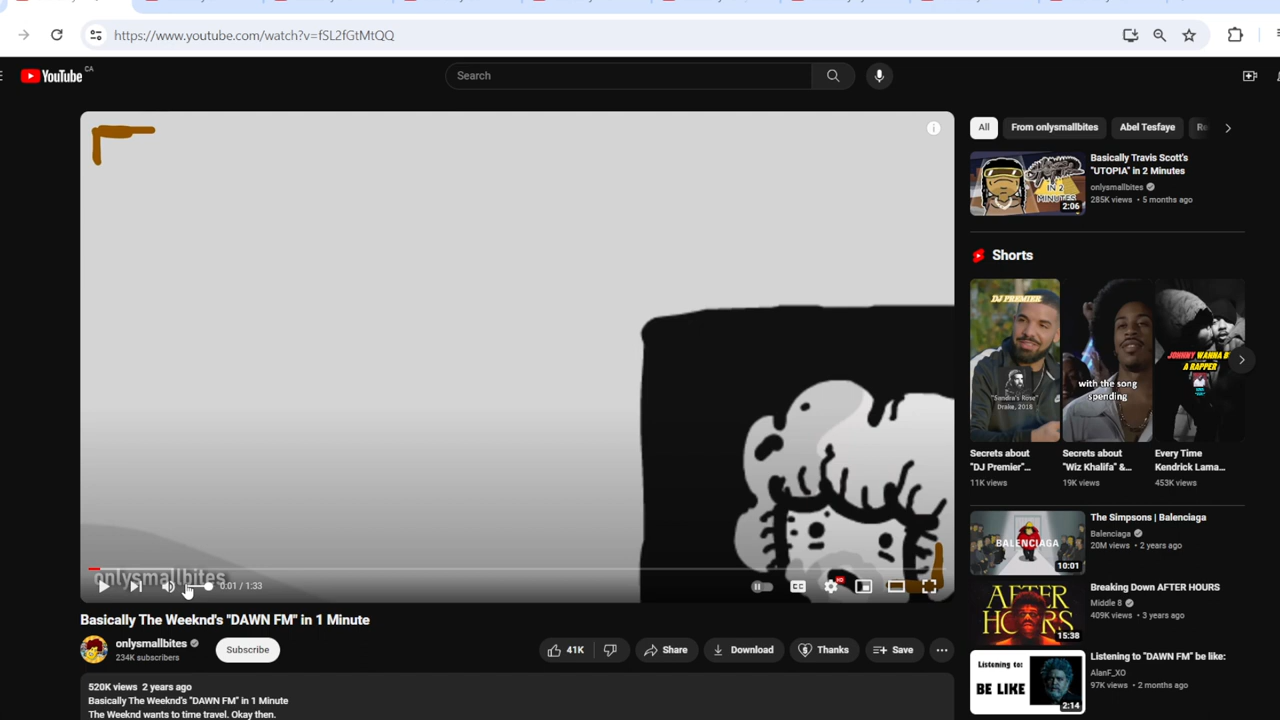 https://www.youtube.com/watch?v=fSL2fGtMtQQ
YouTube CA
Search
onlysmallbites
0:01 / 1:33
CC
HD
Basically The Weeknd's "DAWN FM" in 1 Minute
onlysmallbites
234K subscribers
Subscribe
41K
Share
Download
Thanks
Save
520K views 2 years ago
Basically The Weeknd's "DAWN FM" in 1 Minute
The Weeknd wants to time travel. Okay then.
All
From onlysmallbites
Abel Tesfaye
IN 2
MINUTES
2:06
Basically Travis Scott's
"UTOPIA" in 2 Minutes
onlysmallbites
285K views • 5 months ago
Shorts
DJ PREMIER
"Sandra's Rose"
Drake, 2018
with the song
spending
JOHNNY WANNA B
A RAPPER
Secrets about
"DJ Premier"...
11K views
Secrets about
"Wiz Khalifa" &...
19K views
Every Time
Kendrick Lama...
453K views
BALENCIAGA
10:01
The Simpsons | Balenciaga
Balenciaga
20M views • 2 years ago
AFTER
HOURS
15:38
Breaking Down AFTER HOURS
Middle 8
409K views • 3 years ago
Listening to:
BE LIKE
2:14
Listening to "DAWN FM" be like:
AlanF_XO
97K views • 2 months ago